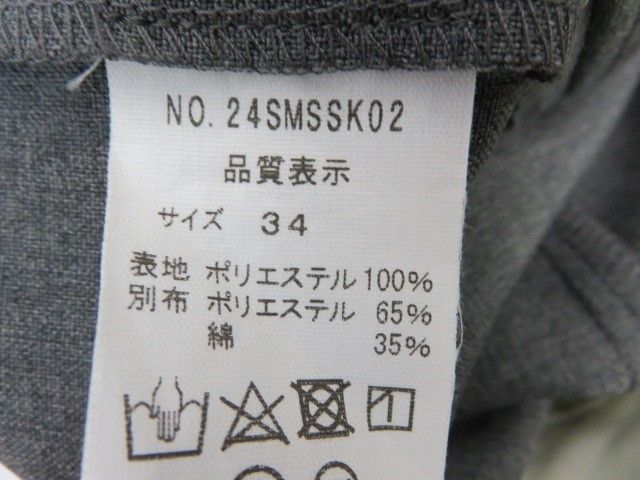 NO. 24SMSSK02
品質表示
サイズ 34
表地 ポリエステル 100%
別布 ポリエステル 65%
綿 35%